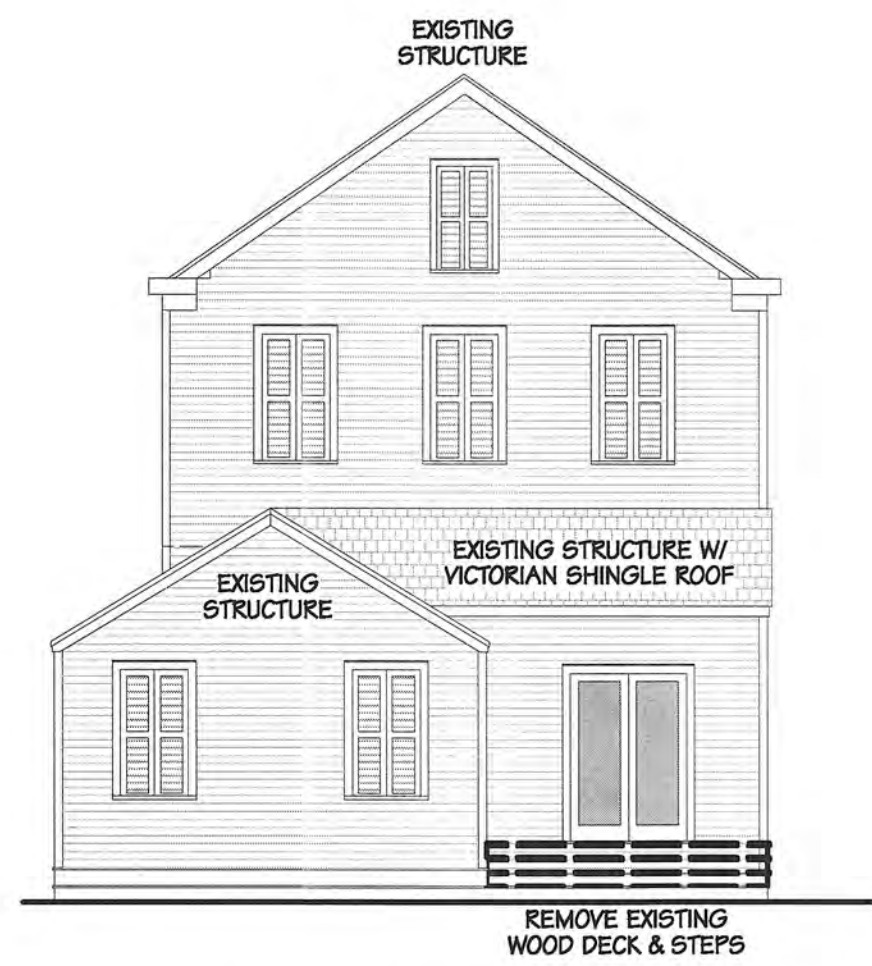 EXISTING
STRUCTURE
EXISTING STRUCTURE W/
VICTORIAN SHINGLE ROOF
EXISTING
STRUCTURE
REMOVE EXISTING
WOOD DECK & STEPS